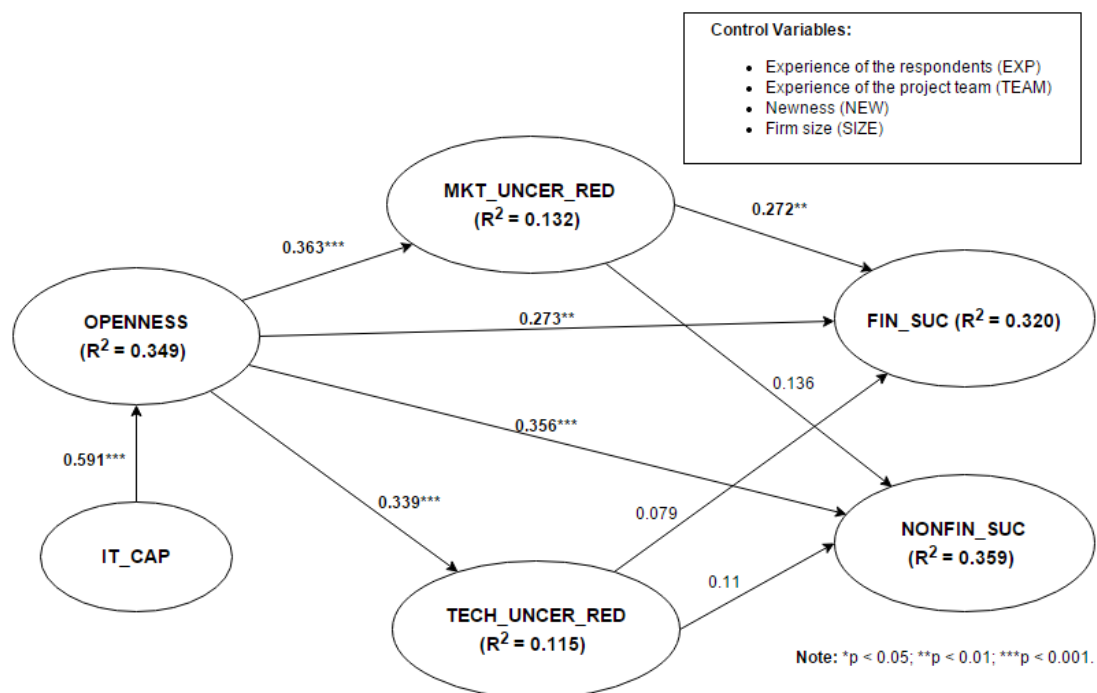 Control Variables:
• Experience of the respondents (EXP)
• Experience of the project team (TEAM)
• Newness (NEW)
• Firm size (SIZE)
MKT_UNCER_RED
(R² = 0.132)
0.272**
0.363***
OPENNESS
(R² = 0.349)
0.273**
FIN_SUC (R² = 0.320)
0.136
0.356***
0.591***
0.339***
0.079
NONFIN_SUC
(R² = 0.359)
IT_CAP
0.11
TECH_UNCER_RED
(R² = 0.115)
Note: *p < 0.05; **p < 0.01; ***p < 0.001.